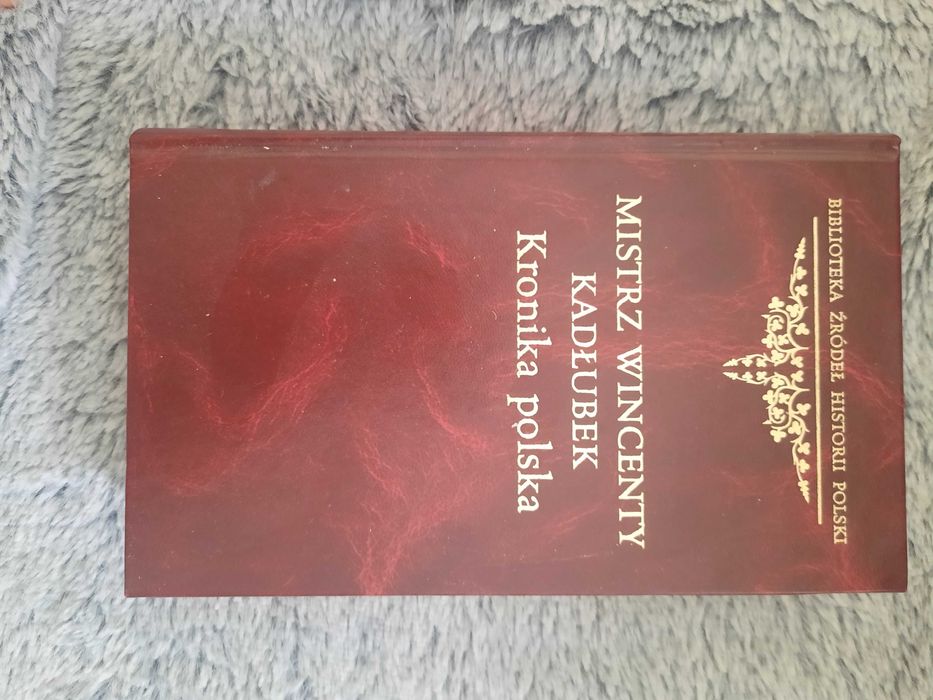 BIBLIOTEKA ŹRÓDEŁ HISTORII POLSKI
MISTRZ WINCENTY
KADŁUBEK
Kronika polska